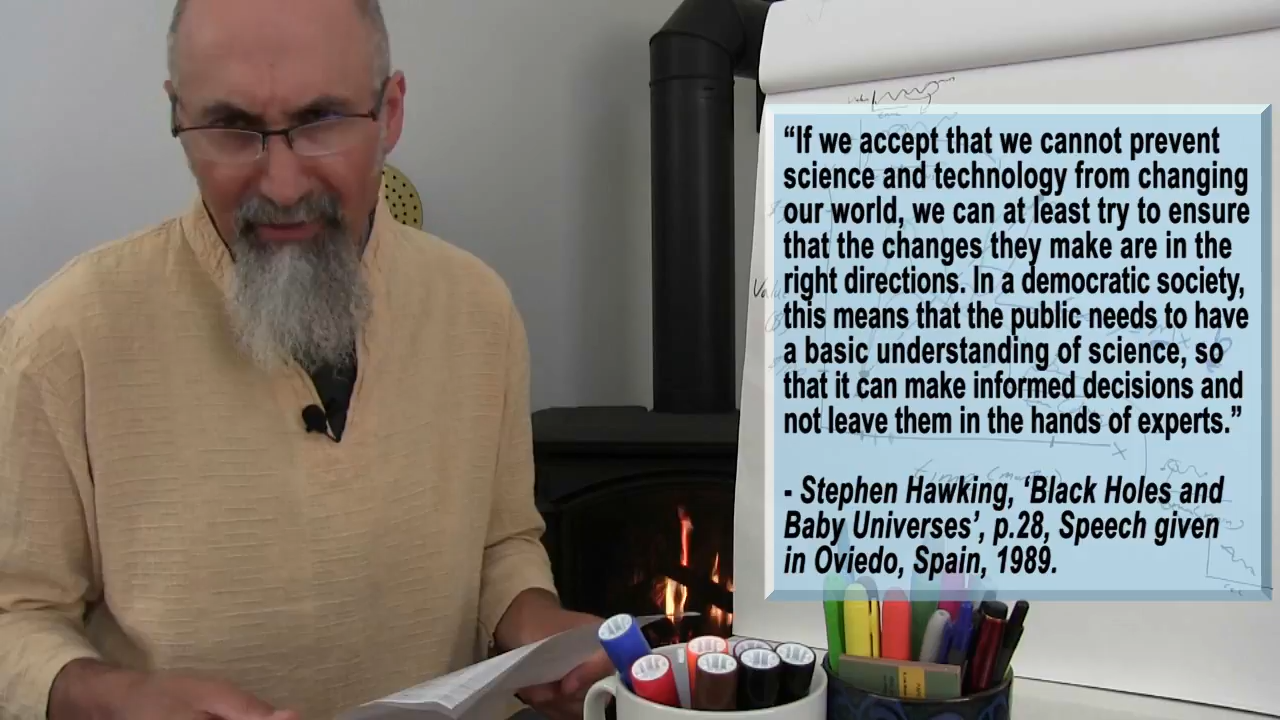 “If we accept that we cannot prevent
science and technology from changing
our world, we can at least try to ensure
that the changes they make are in the
right directions. In a democratic society,
this means that the public needs to have
a basic understanding of science, so
that it can make informed decisions and
not leave them in the hands of experts.”
- Stephen Hawking, ‘Black Holes and
Baby Universes’, p.28, Speech given
in Oviedo, Spain, 1989.